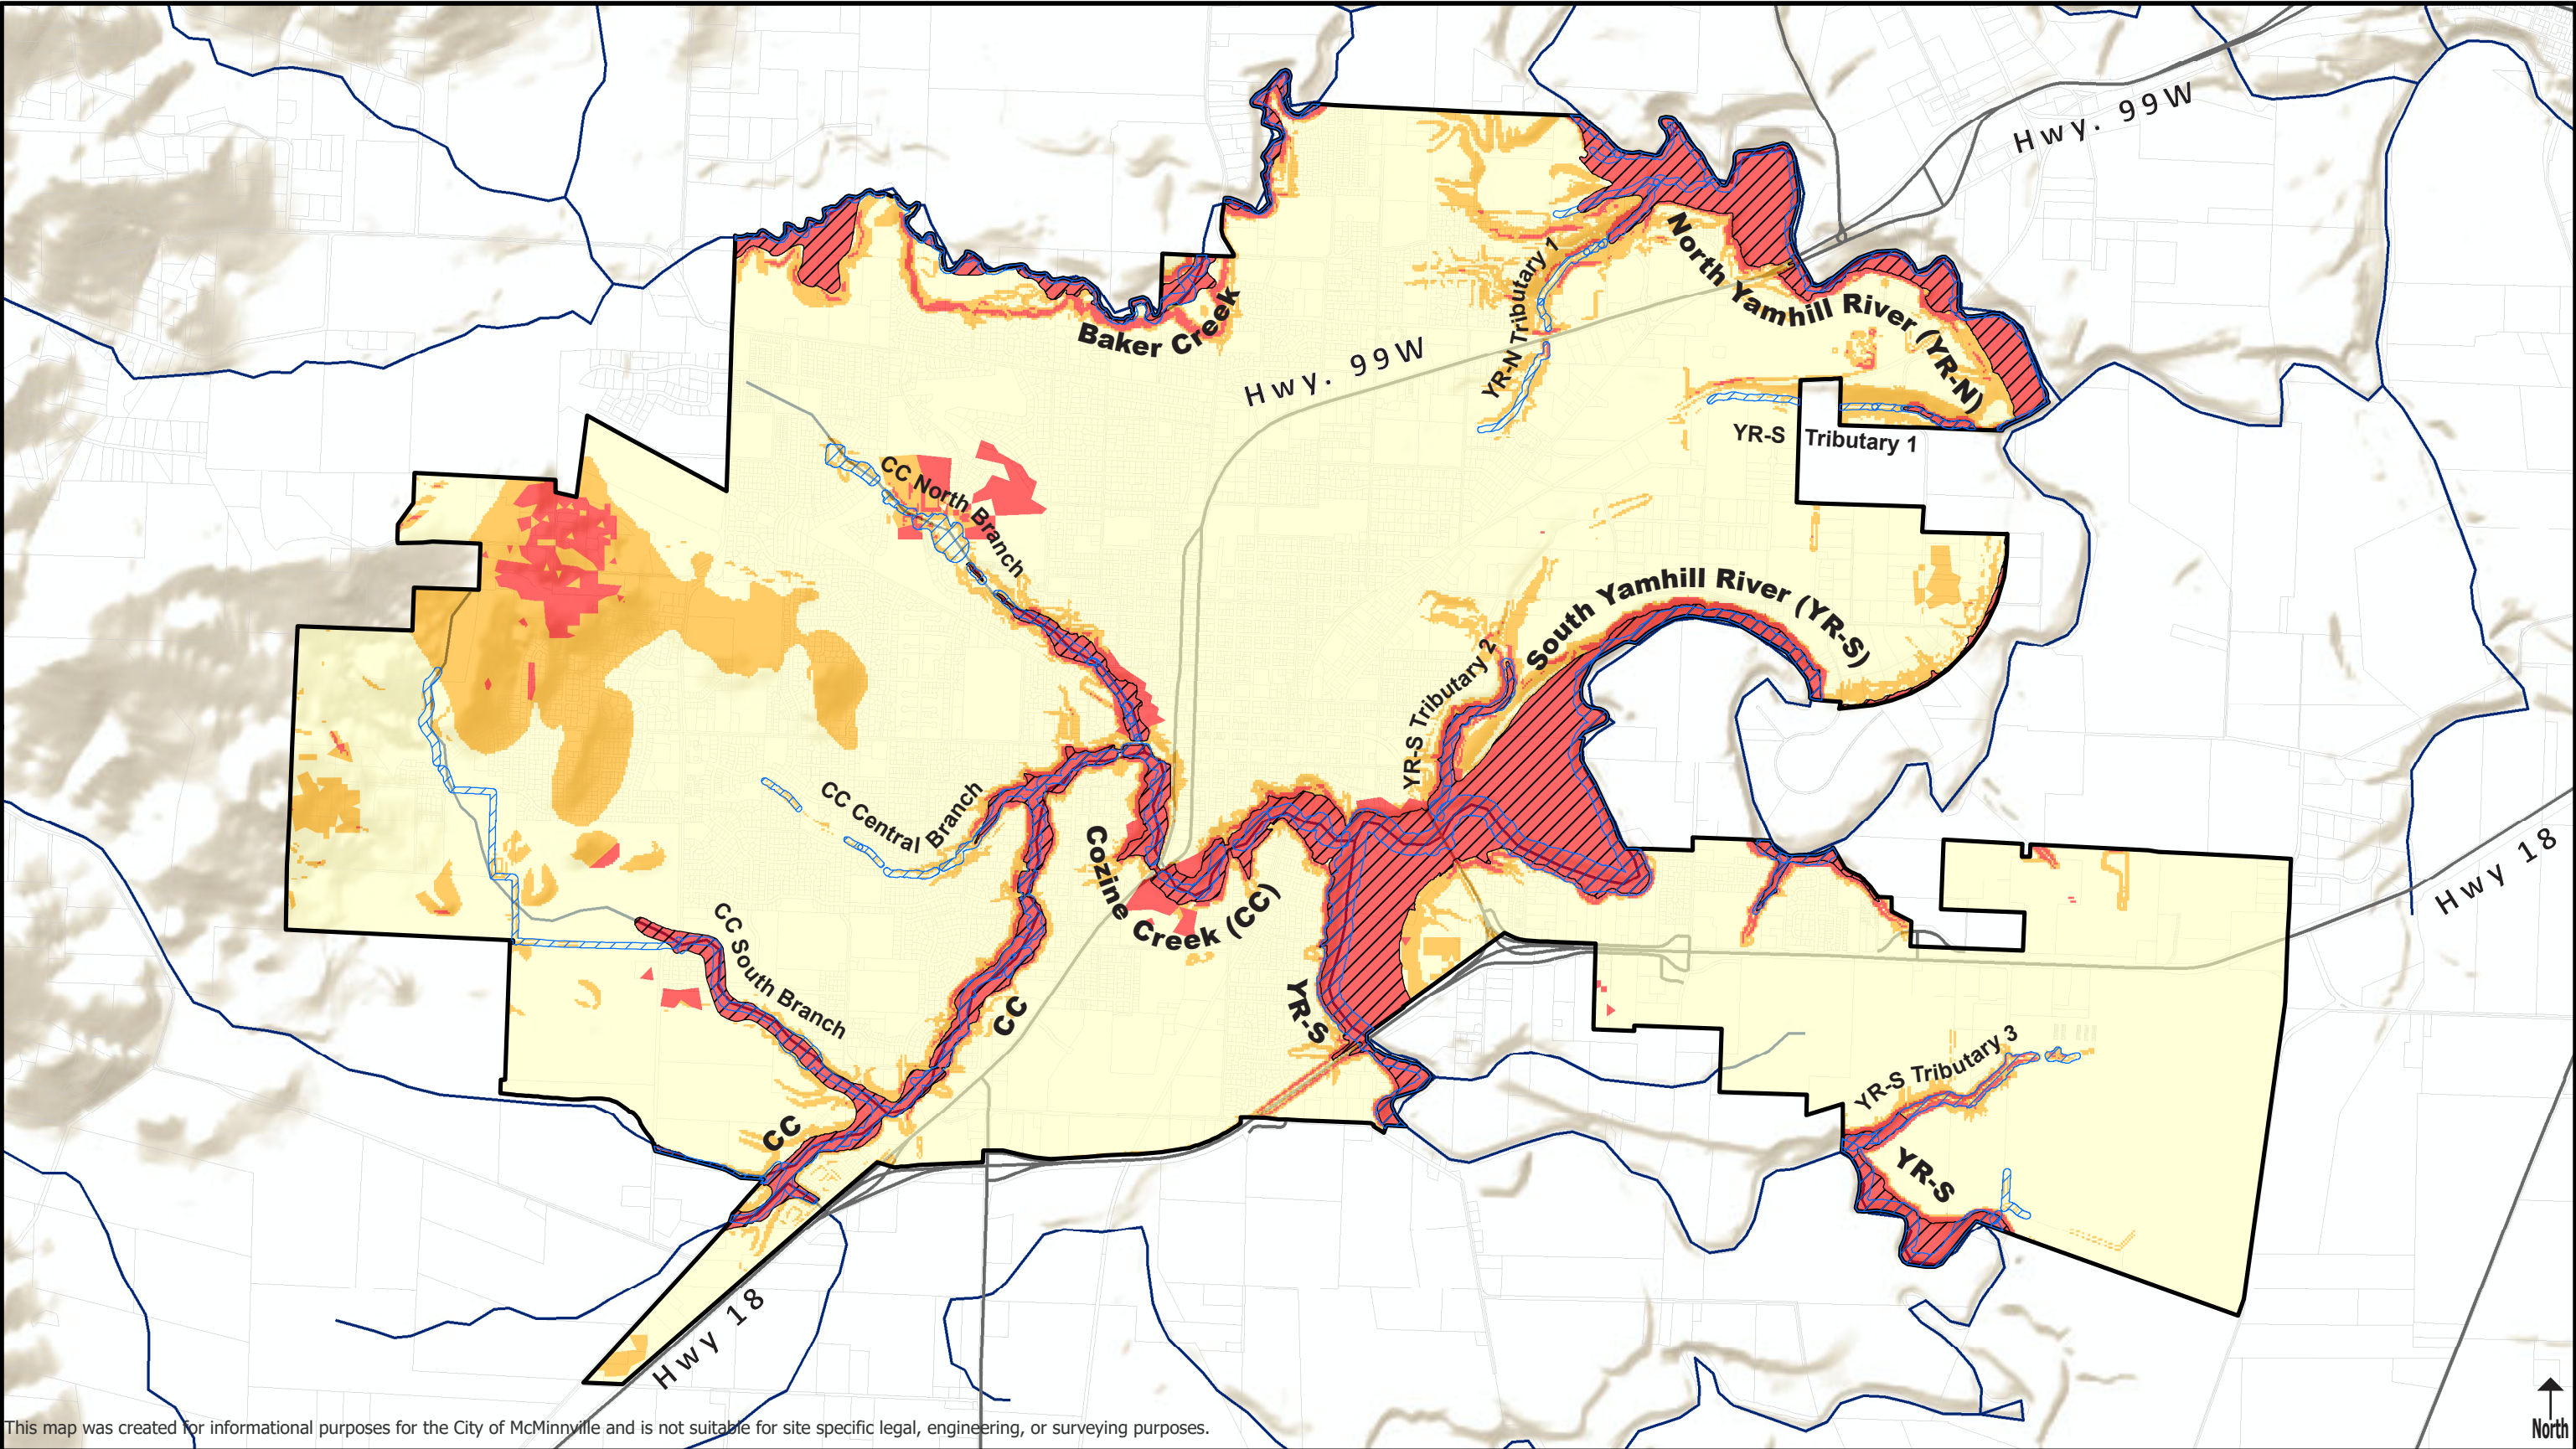 Hwy. 99W
North Yamhill River (YR-N)
YR-N Tributary 1
Baker Creek
Hwy. 99W
YR-S Tributary 1
CC North Branch
South Yamhill River (YR-S)
YR-S Tributary 2
CC Central Branch
Cozine Creek (CC)
Hwy 18
CC South Branch
CC
YR-S
YR-S Tributary 3
CC
YR-S
Hwy 18
This map was created for informational purposes for the City of McMinnville and is not suitable for site specific legal, engineering, or surveying purposes.
North